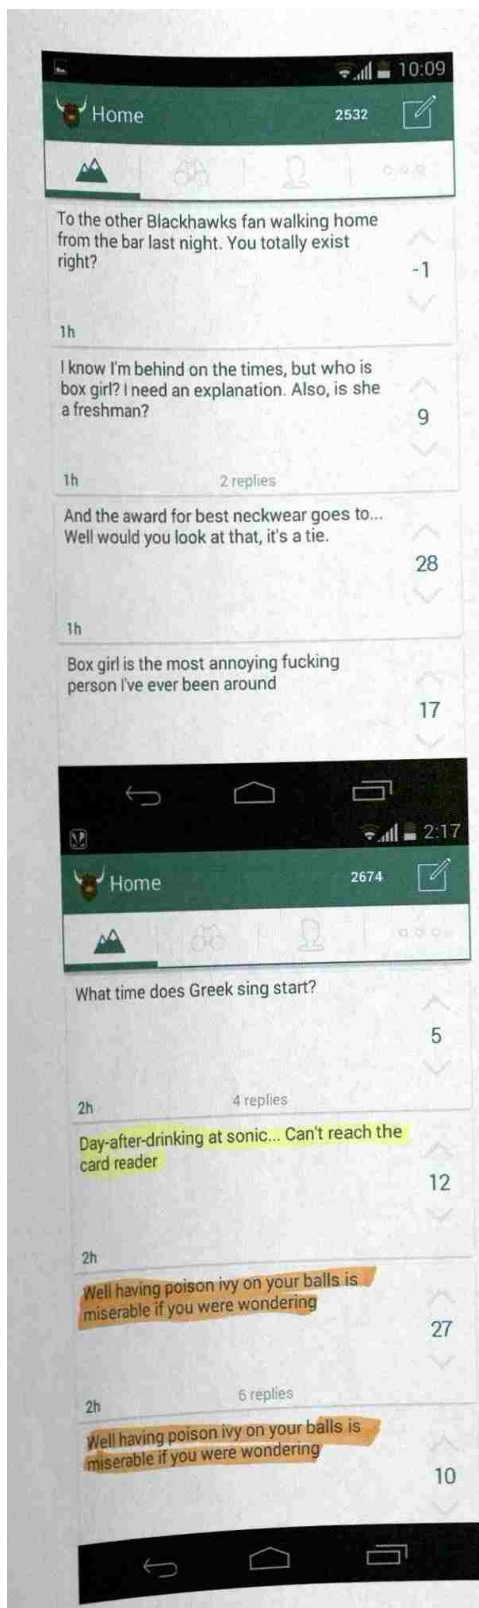 10:09
Home 2532
To the other Blackhawks fan walking home
from the bar last night. You totally exist
right?
-1
1h
I know I'm behind on the times, but who is
box girl? I need an explanation. Also, is she
a freshman?
9
1h 2 replies
And the award for best neckwear goes to...
Well would you look at that, it's a tie.
28
1h
Box girl is the most annoying fucking
person I've ever been around
17
2:17
Home 2674
What time does Greek sing start?
5
2h 4 replies
Day-after-drinking at sonic... Can't reach the
card reader
12
2h
Well having poison ivy on your balls is
miserable if you were wondering
27
2h 6 replies
Well having poison ivy on your balls is
miserable if you were wondering
10